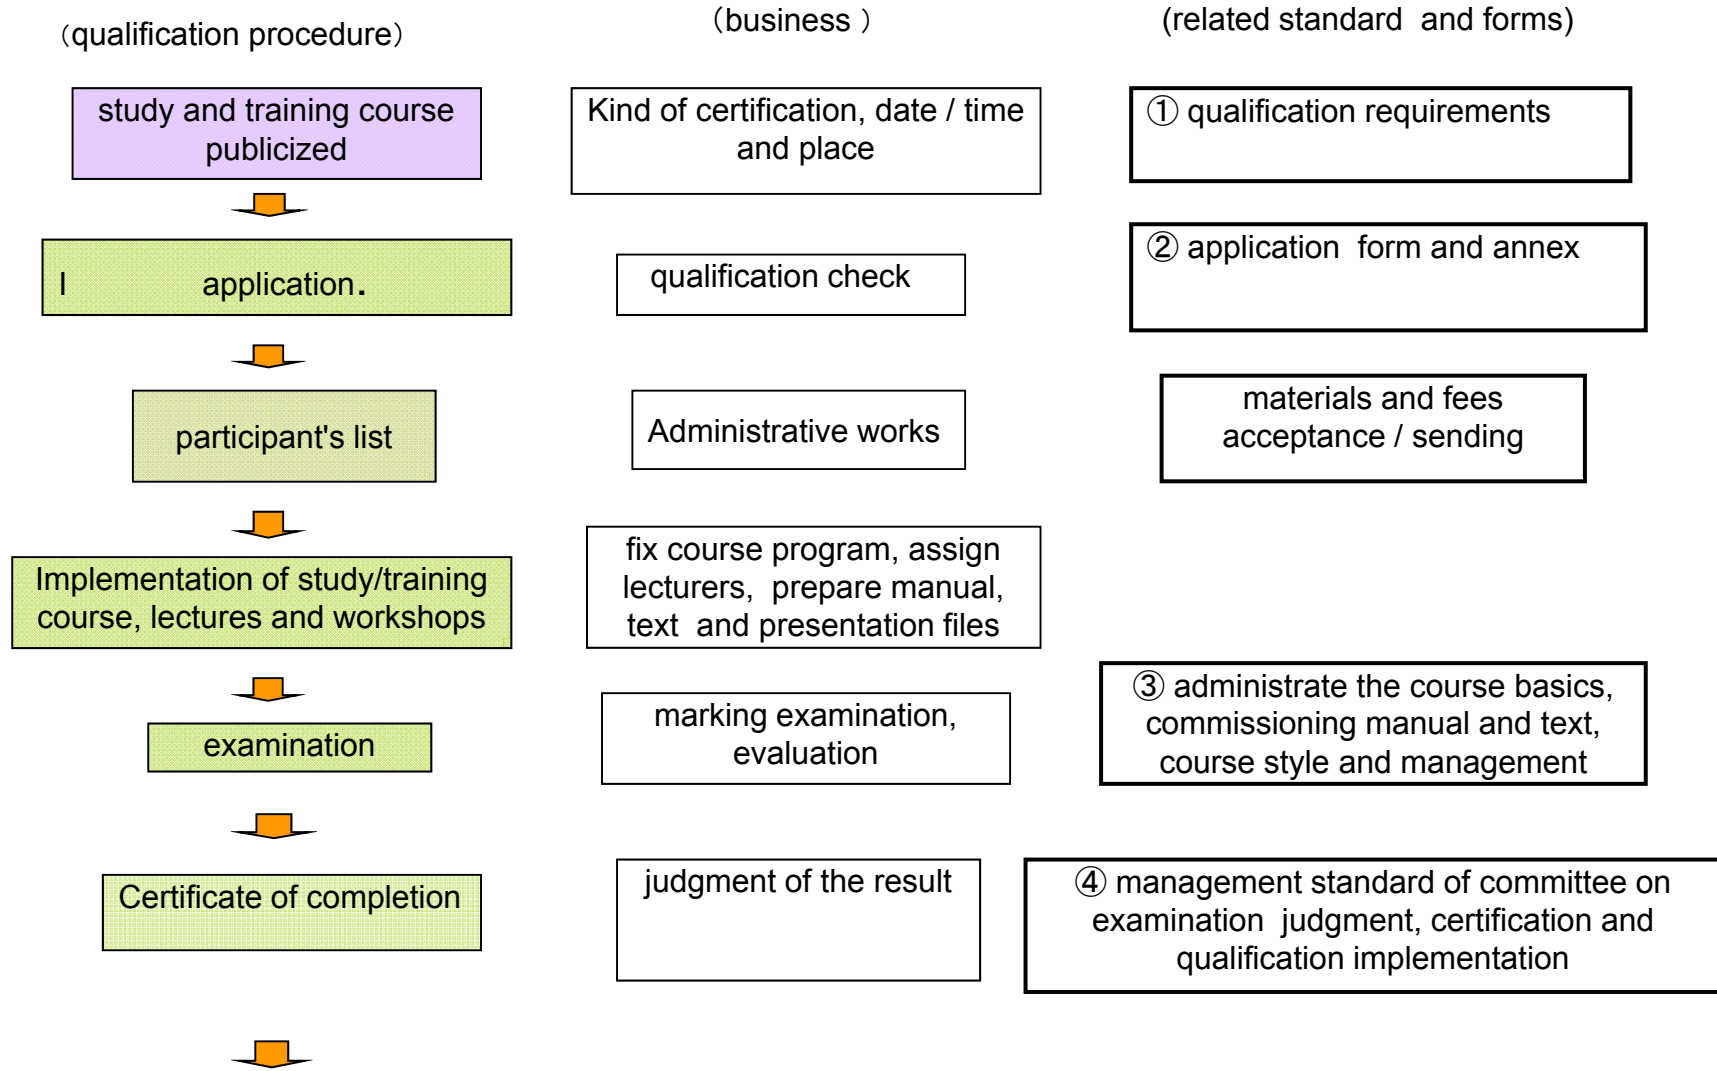 （qualification procedure）
（business ）
(related standard  and forms)
study and training course
publicized
Kind of certification, date / time
and place
① qualification requirements
I                 application．
qualification check
② application  form and annex
participant's list
Administrative works
materials and fees
acceptance / sending
Implementation of study/training
course, lectures and workshops
fix course program, assign
lecturers,  prepare manual,
text  and presentation files
examination
marking examination,
evaluation
③ administrate the course basics,
commissioning manual and text,
course style and management
Certificate of completion
judgment of the result
④ management standard of committee on
examination  judgment, certification and
qualification implementation